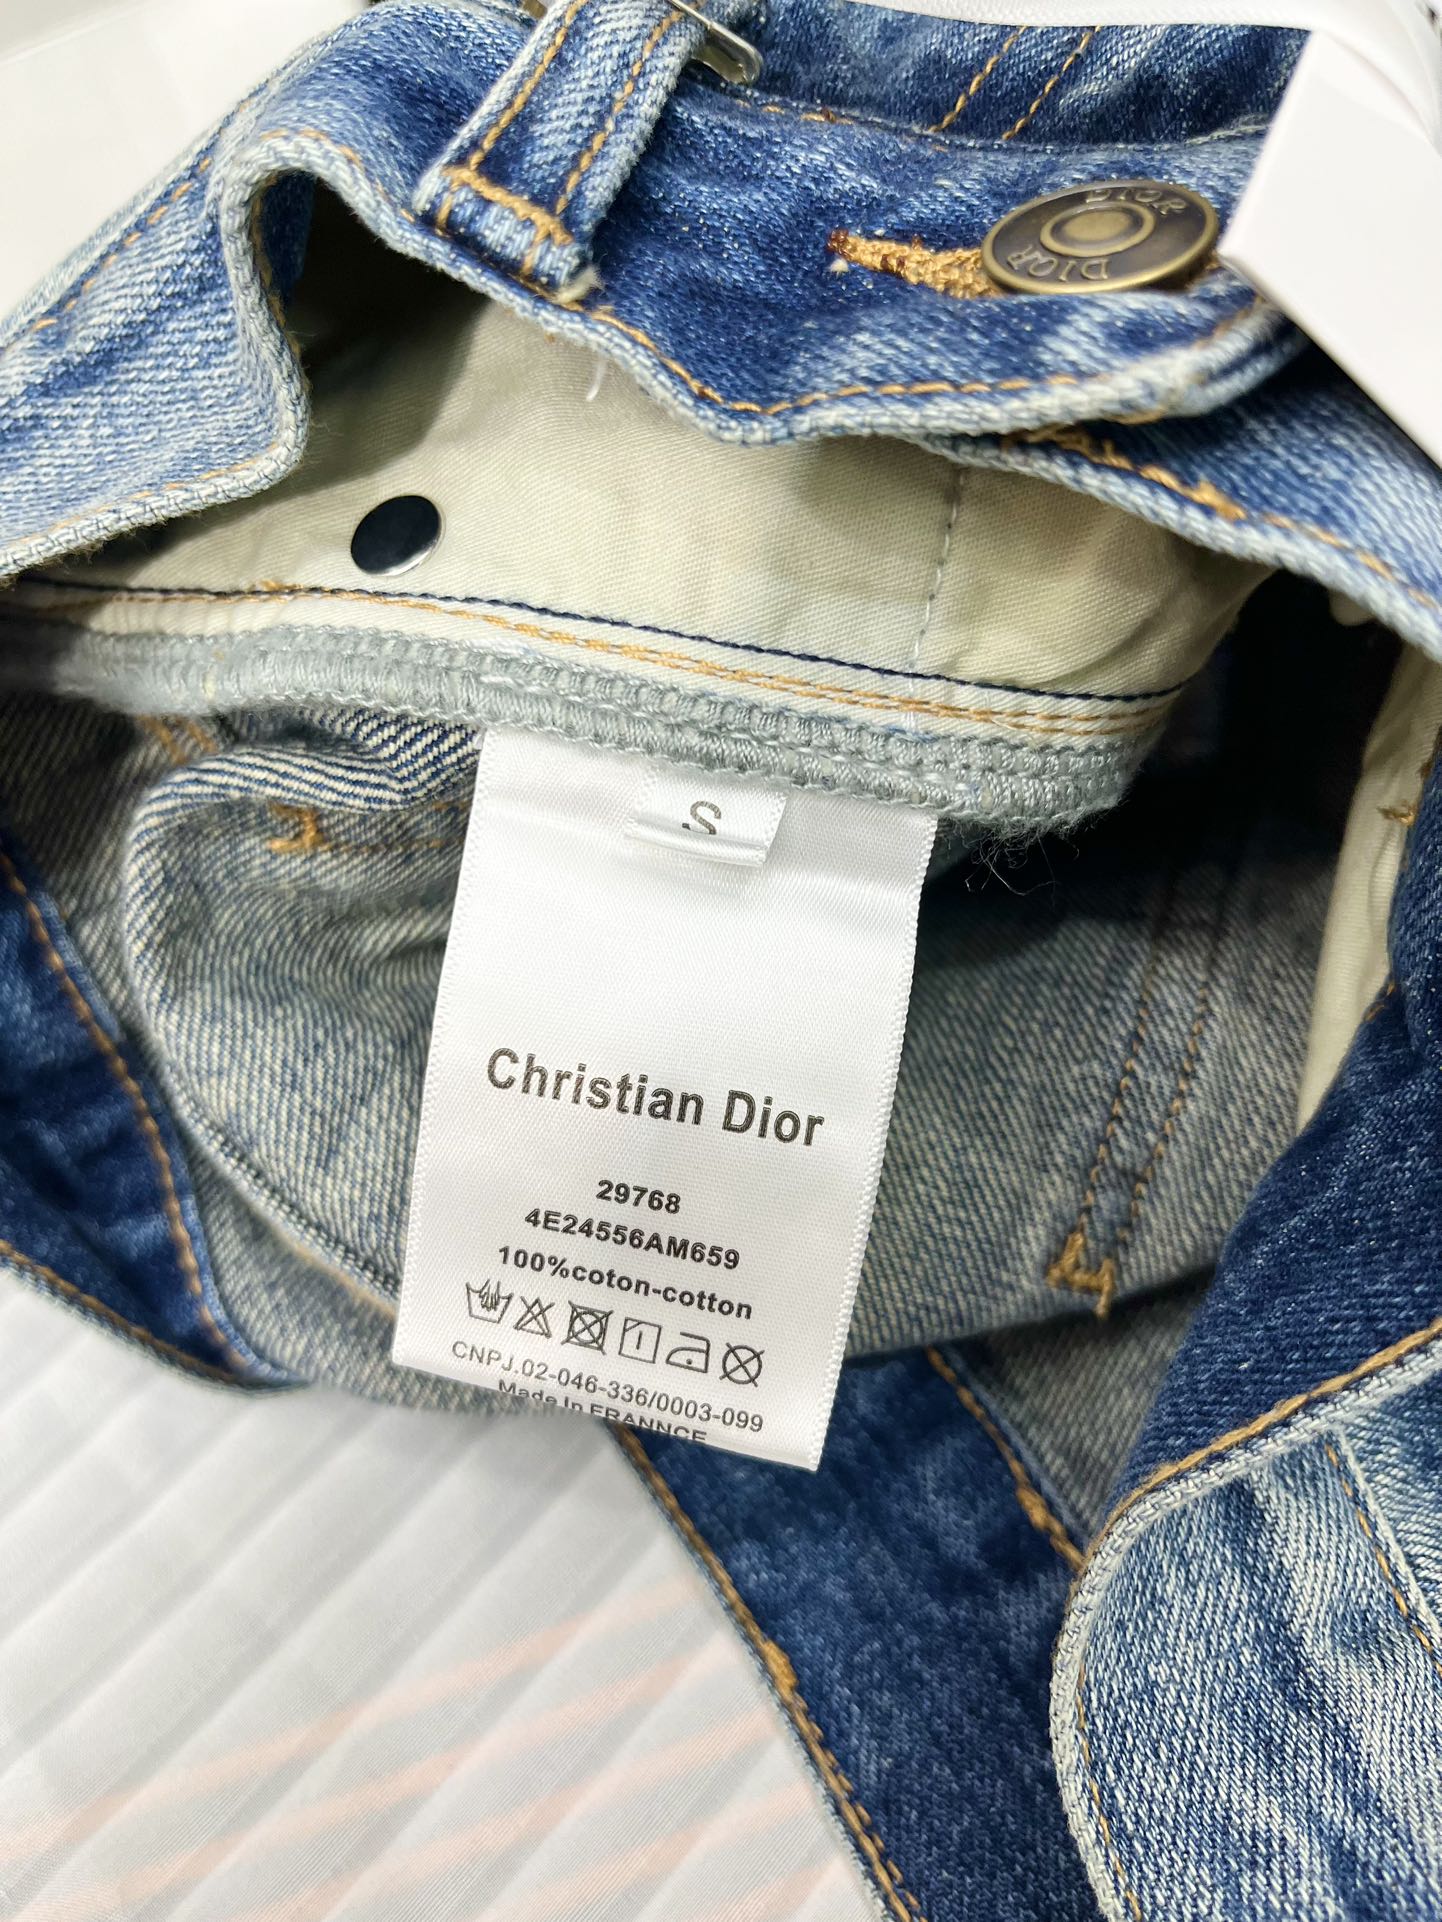 DIOR
DIOR
S
Christian Dior
29768
4E24556AM659
100%coton-cotton
CNPJ.02-046-336/0003-099
Made In FRANNCE